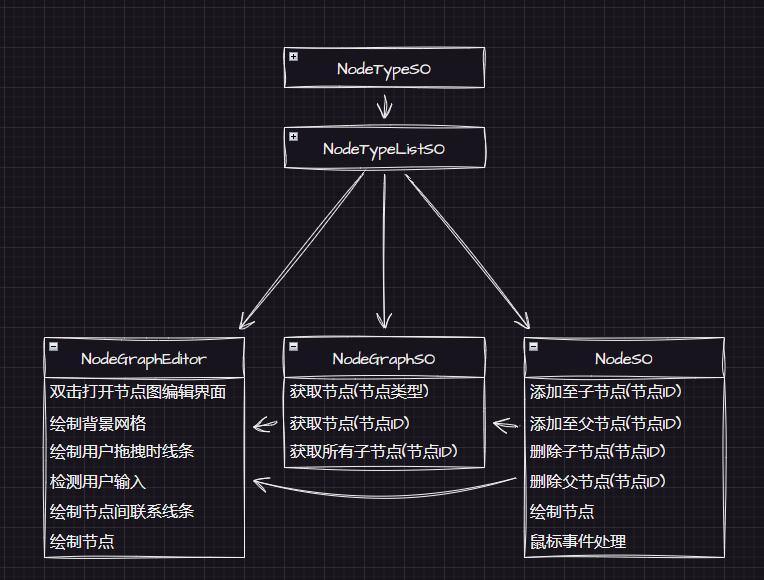 NodeTypeSO
NodeTypeListSO
NodeGraphEditor
双击打开节点图编辑界面
绘制背景网格
绘制用户拖拽时线条
检测用户输入
绘制节点间联系线条
绘制节点
NodeGraphSO
获取节点(节点类型)
获取节点(节点ID)
获取所有子节点(节点ID)
NodeSO
添加至子节点(节点ID)
添加至父节点(节点ID)
删除子节点(节点ID)
删除父节点(节点ID)
绘制节点
鼠标事件处理